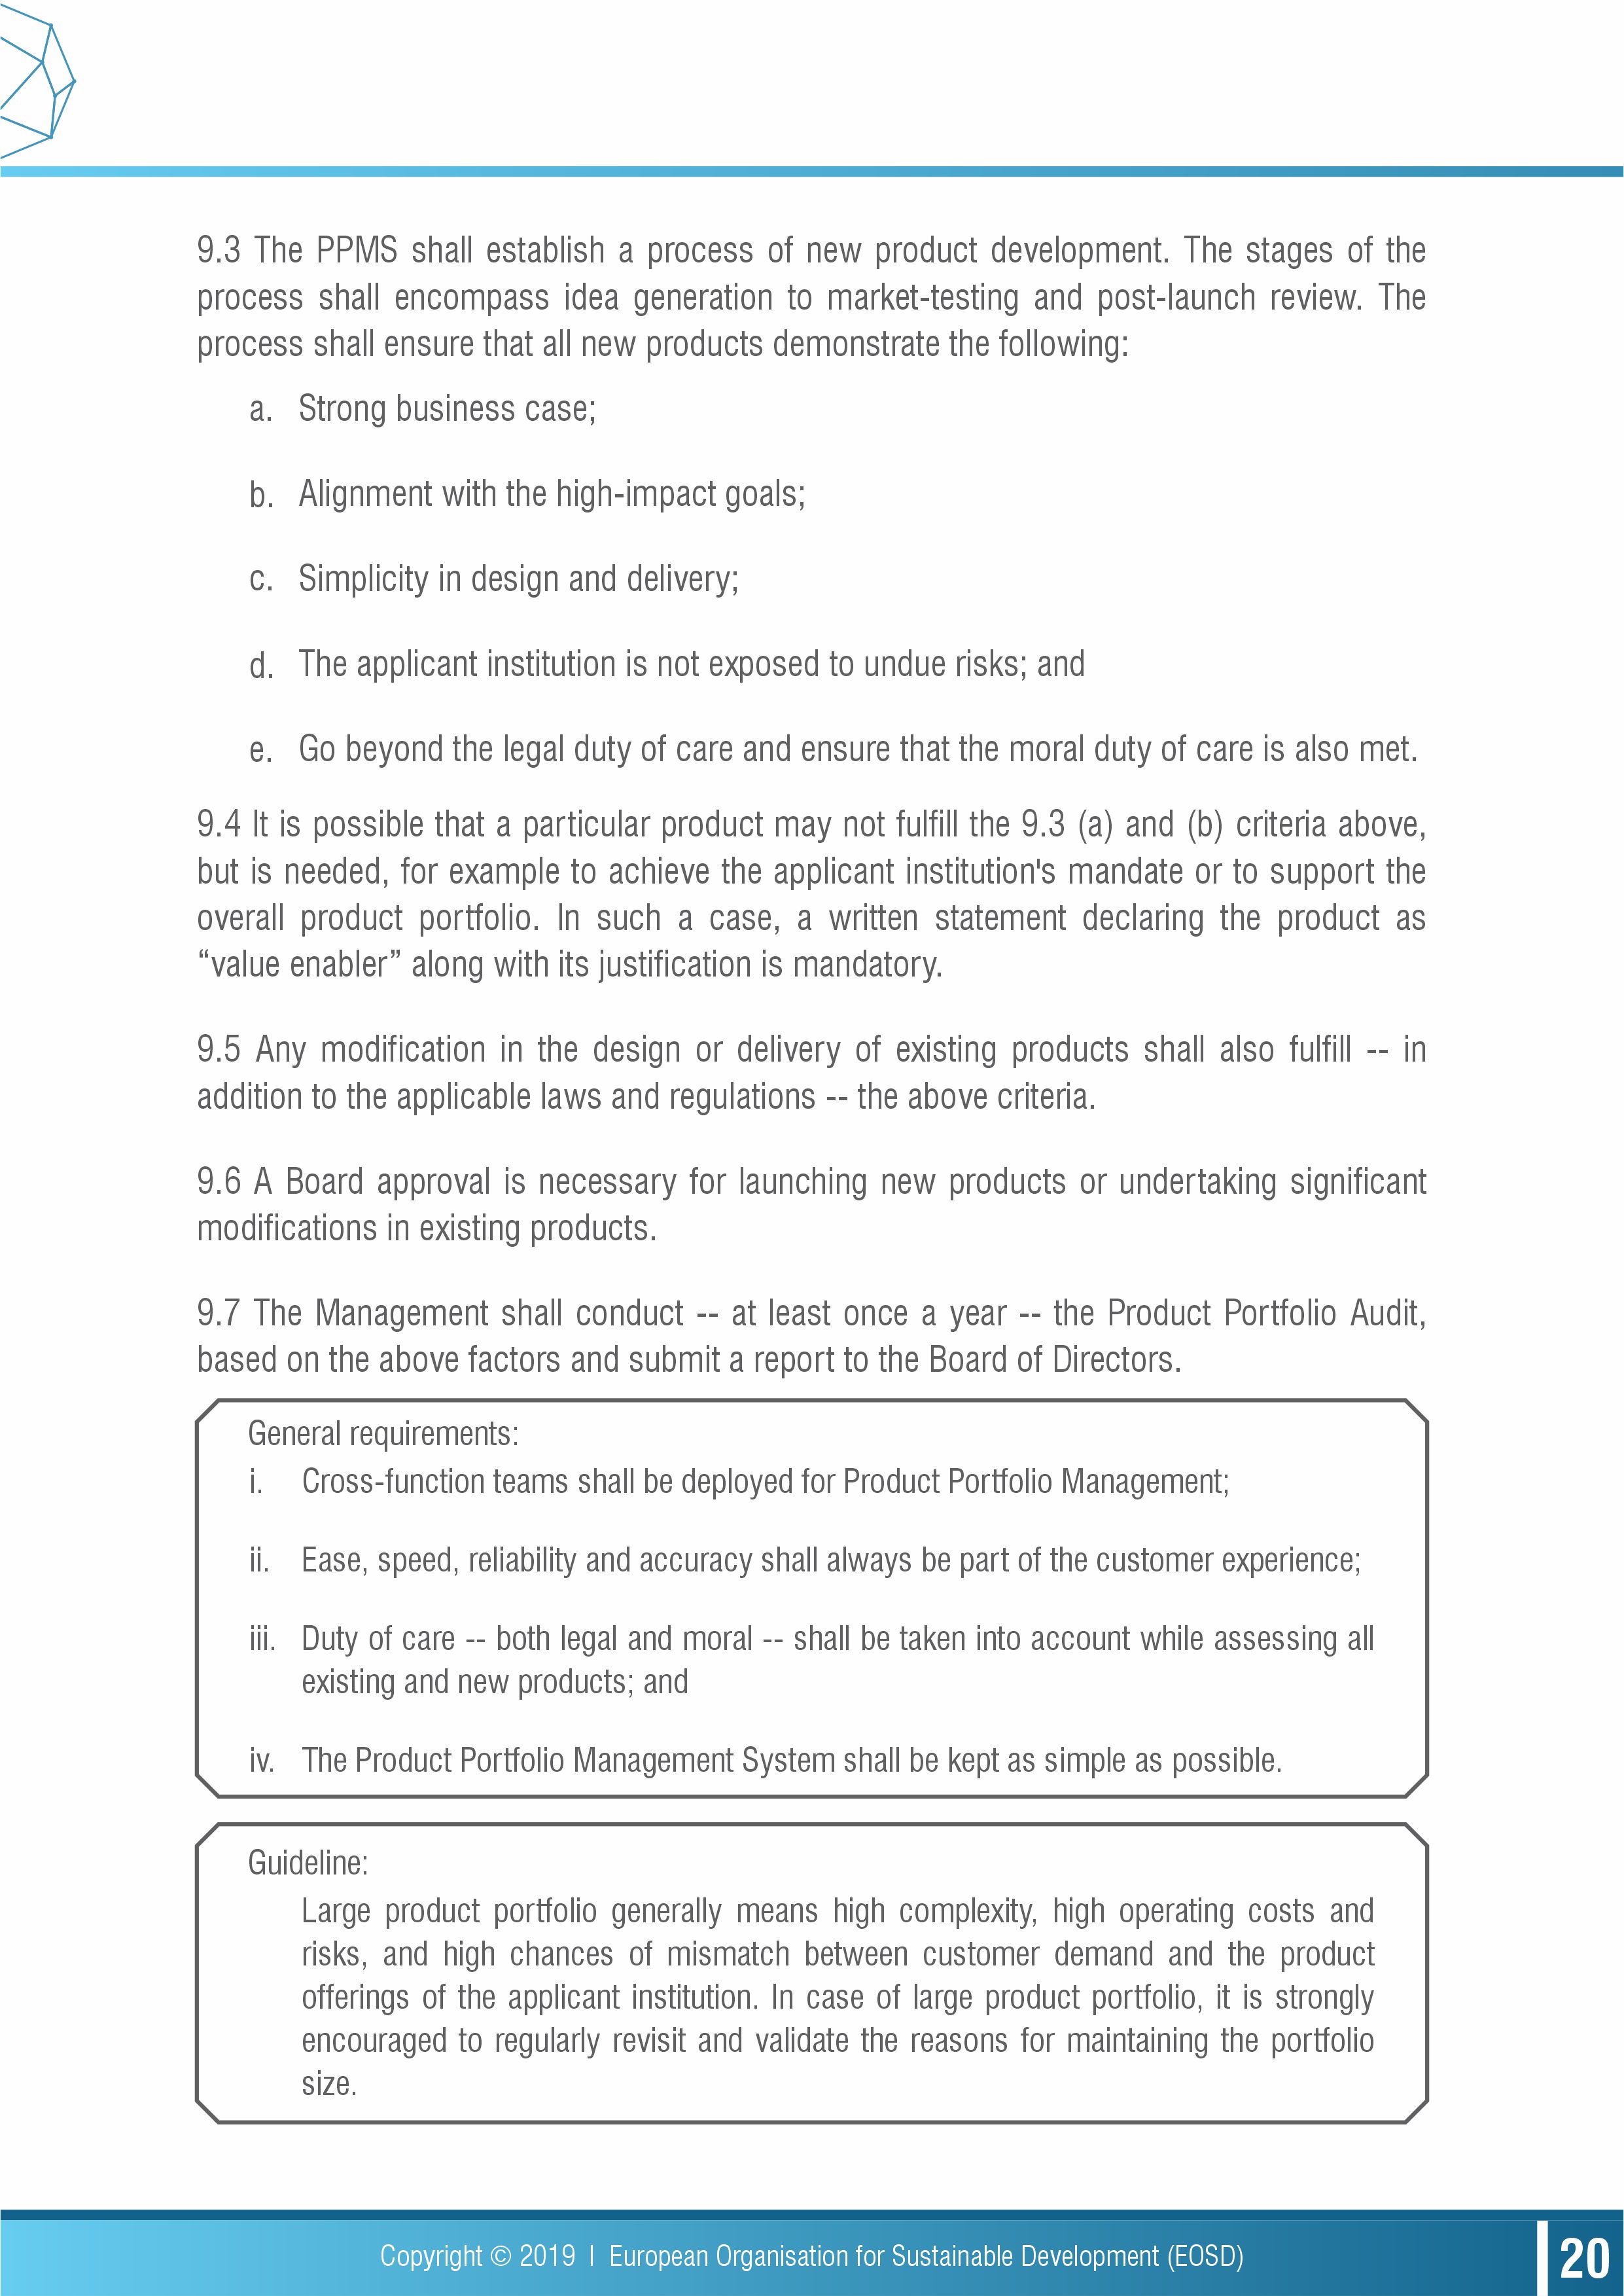 9.3 The PPMS shall establish a process of new product development. The stages of the
process shall encompass idea generation to market-testing and post-launch review. The
process shall ensure that all new products demonstrate the following:
a. Strong business case;
b. Alignment with the high-impact goals;
c. Simplicity in design and delivery;
d. The applicant institution is not exposed to undue risks; and
e. Go beyond the legal duty of care and ensure that the moral duty of care is also met.
9.4 It is possible that a particular product may not fulfill the 9.3 (a) and (b) criteria above,
but is needed, for example to achieve the applicant institution's mandate or to support the
overall product portfolio. In such a case, a written statement declaring the product as
“value enabler” along with its justification is mandatory.
9.5 Any modification in the design or delivery of existing products shall also fulfill -- in
addition to the applicable laws and regulations -- the above criteria.
9.6 A Board approval is necessary for launching new products or undertaking significant
modifications in existing products.
9.7 The Management shall conduct -- at least once a year -- the Product Portfolio Audit,
based on the above factors and submit a report to the Board of Directors.
General requirements:
i. Cross-function teams shall be deployed for Product Portfolio Management;
ii. Ease, speed, reliability and accuracy shall always be part of the customer experience;
iii. Duty of care -- both legal and moral -- shall be taken into account while assessing all
existing and new products; and
iv. The Product Portfolio Management System shall be kept as simple as possible.
Guideline:
Large product portfolio generally means high complexity, high operating costs and
risks, and high chances of mismatch between customer demand and the product
offerings of the applicant institution. In case of large product portfolio, it is strongly
encouraged to regularly revisit and validate the reasons for maintaining the portfolio
size.
Copyright © 2019 | European Organisation for Sustainable Development (EOSD)
20